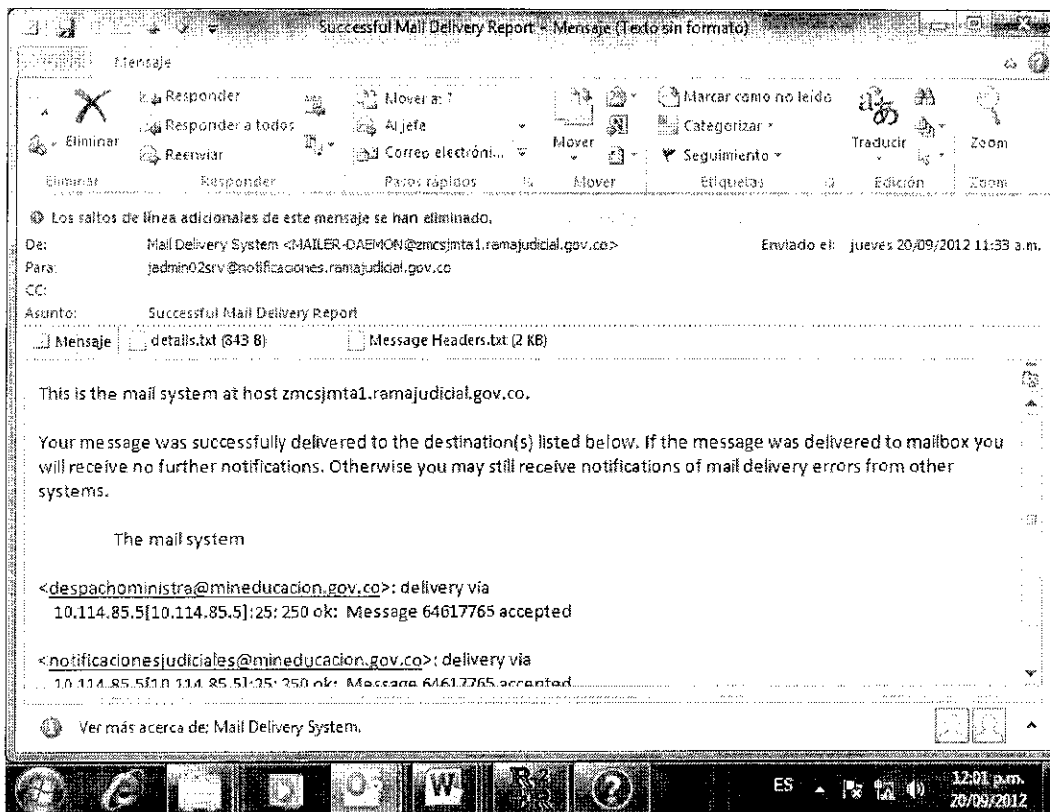 Successful Mail Delivery Report - Mensaje (Texto sin formato)
Mensaje
Eliminar
Responder
Responder a todos
Reenviar
Mover a: ?
Al jefe
Correo electróni...
Mover
Marcar como no leído
Categorizar
Seguimiento
Traducir
Zoom
Eliminar Responder Pasos rápidos Mover Etiquetas Edición Zoom
Los saltos de línea adicionales de este mensaje se han eliminado.
De: Mail Delivery System <MAILER-DAEMON@zmcsjmta1.ramajudicial.gov.co> Enviado el: jueves 20/09/2012 11:33 a.m.
Para: jadmin02srv@notificaciones.ramajudicial.gov.co
CC:
Asunto: Successful Mail Delivery Report
Mensaje details.txt (843 B) Message Headers.txt (2 KB)
This is the mail system at host zmcsjmta1.ramajudicial.gov.co.
Your message was successfully delivered to the destination(s) listed below. If the message was delivered to mailbox you
will receive no further notifications. Otherwise you may still receive notifications of mail delivery errors from other
systems.
The mail system
<despachoministra@mineducacion.gov.co>: delivery via
10.114.85.5[10.114.85.5]:25: 250 ok: Message 64617765 accepted
<notificacionesjudiciales@mineducacion.gov.co>: delivery via
10.114.85.5[10.114.85.5]:25: 250 ok: Message 64617765 accepted
Ver más acerca de: Mail Delivery System.
ES
12:01 p.m.
20/09/2012